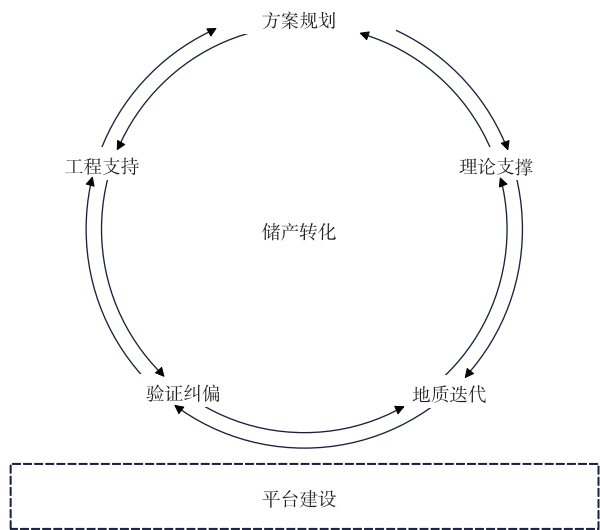 方案规划
工程支持
理论支撑
储产转化
验证纠偏
地质迭代
平台建设